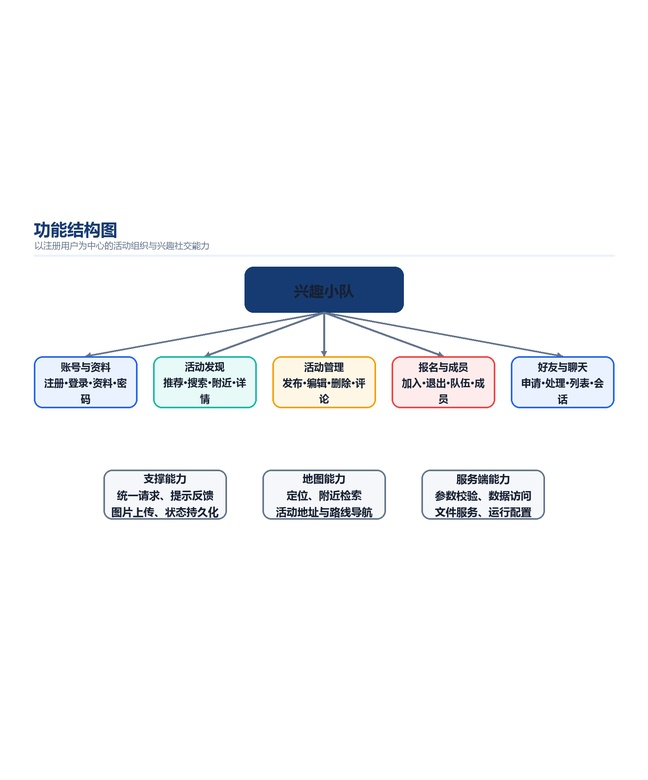 功能结构图
以注册用户为中心的活动组织与兴趣社交能力
兴趣小队
账号与资料
注册•登录•资料•密
码
活动发现
推荐•搜索•附近•详
情
活动管理
发布•编辑•删除•评
论
报名与成员
加入•退出•队伍•成
员
好友与聊天
申请•处理•列表•会
话
支撑能力
统一请求、提示反馈
图片上传、状态持久化
地图能力
定位、附近检索
活动地址与路线导航
服务端能力
参数校验、数据访问
文件服务、运行配置